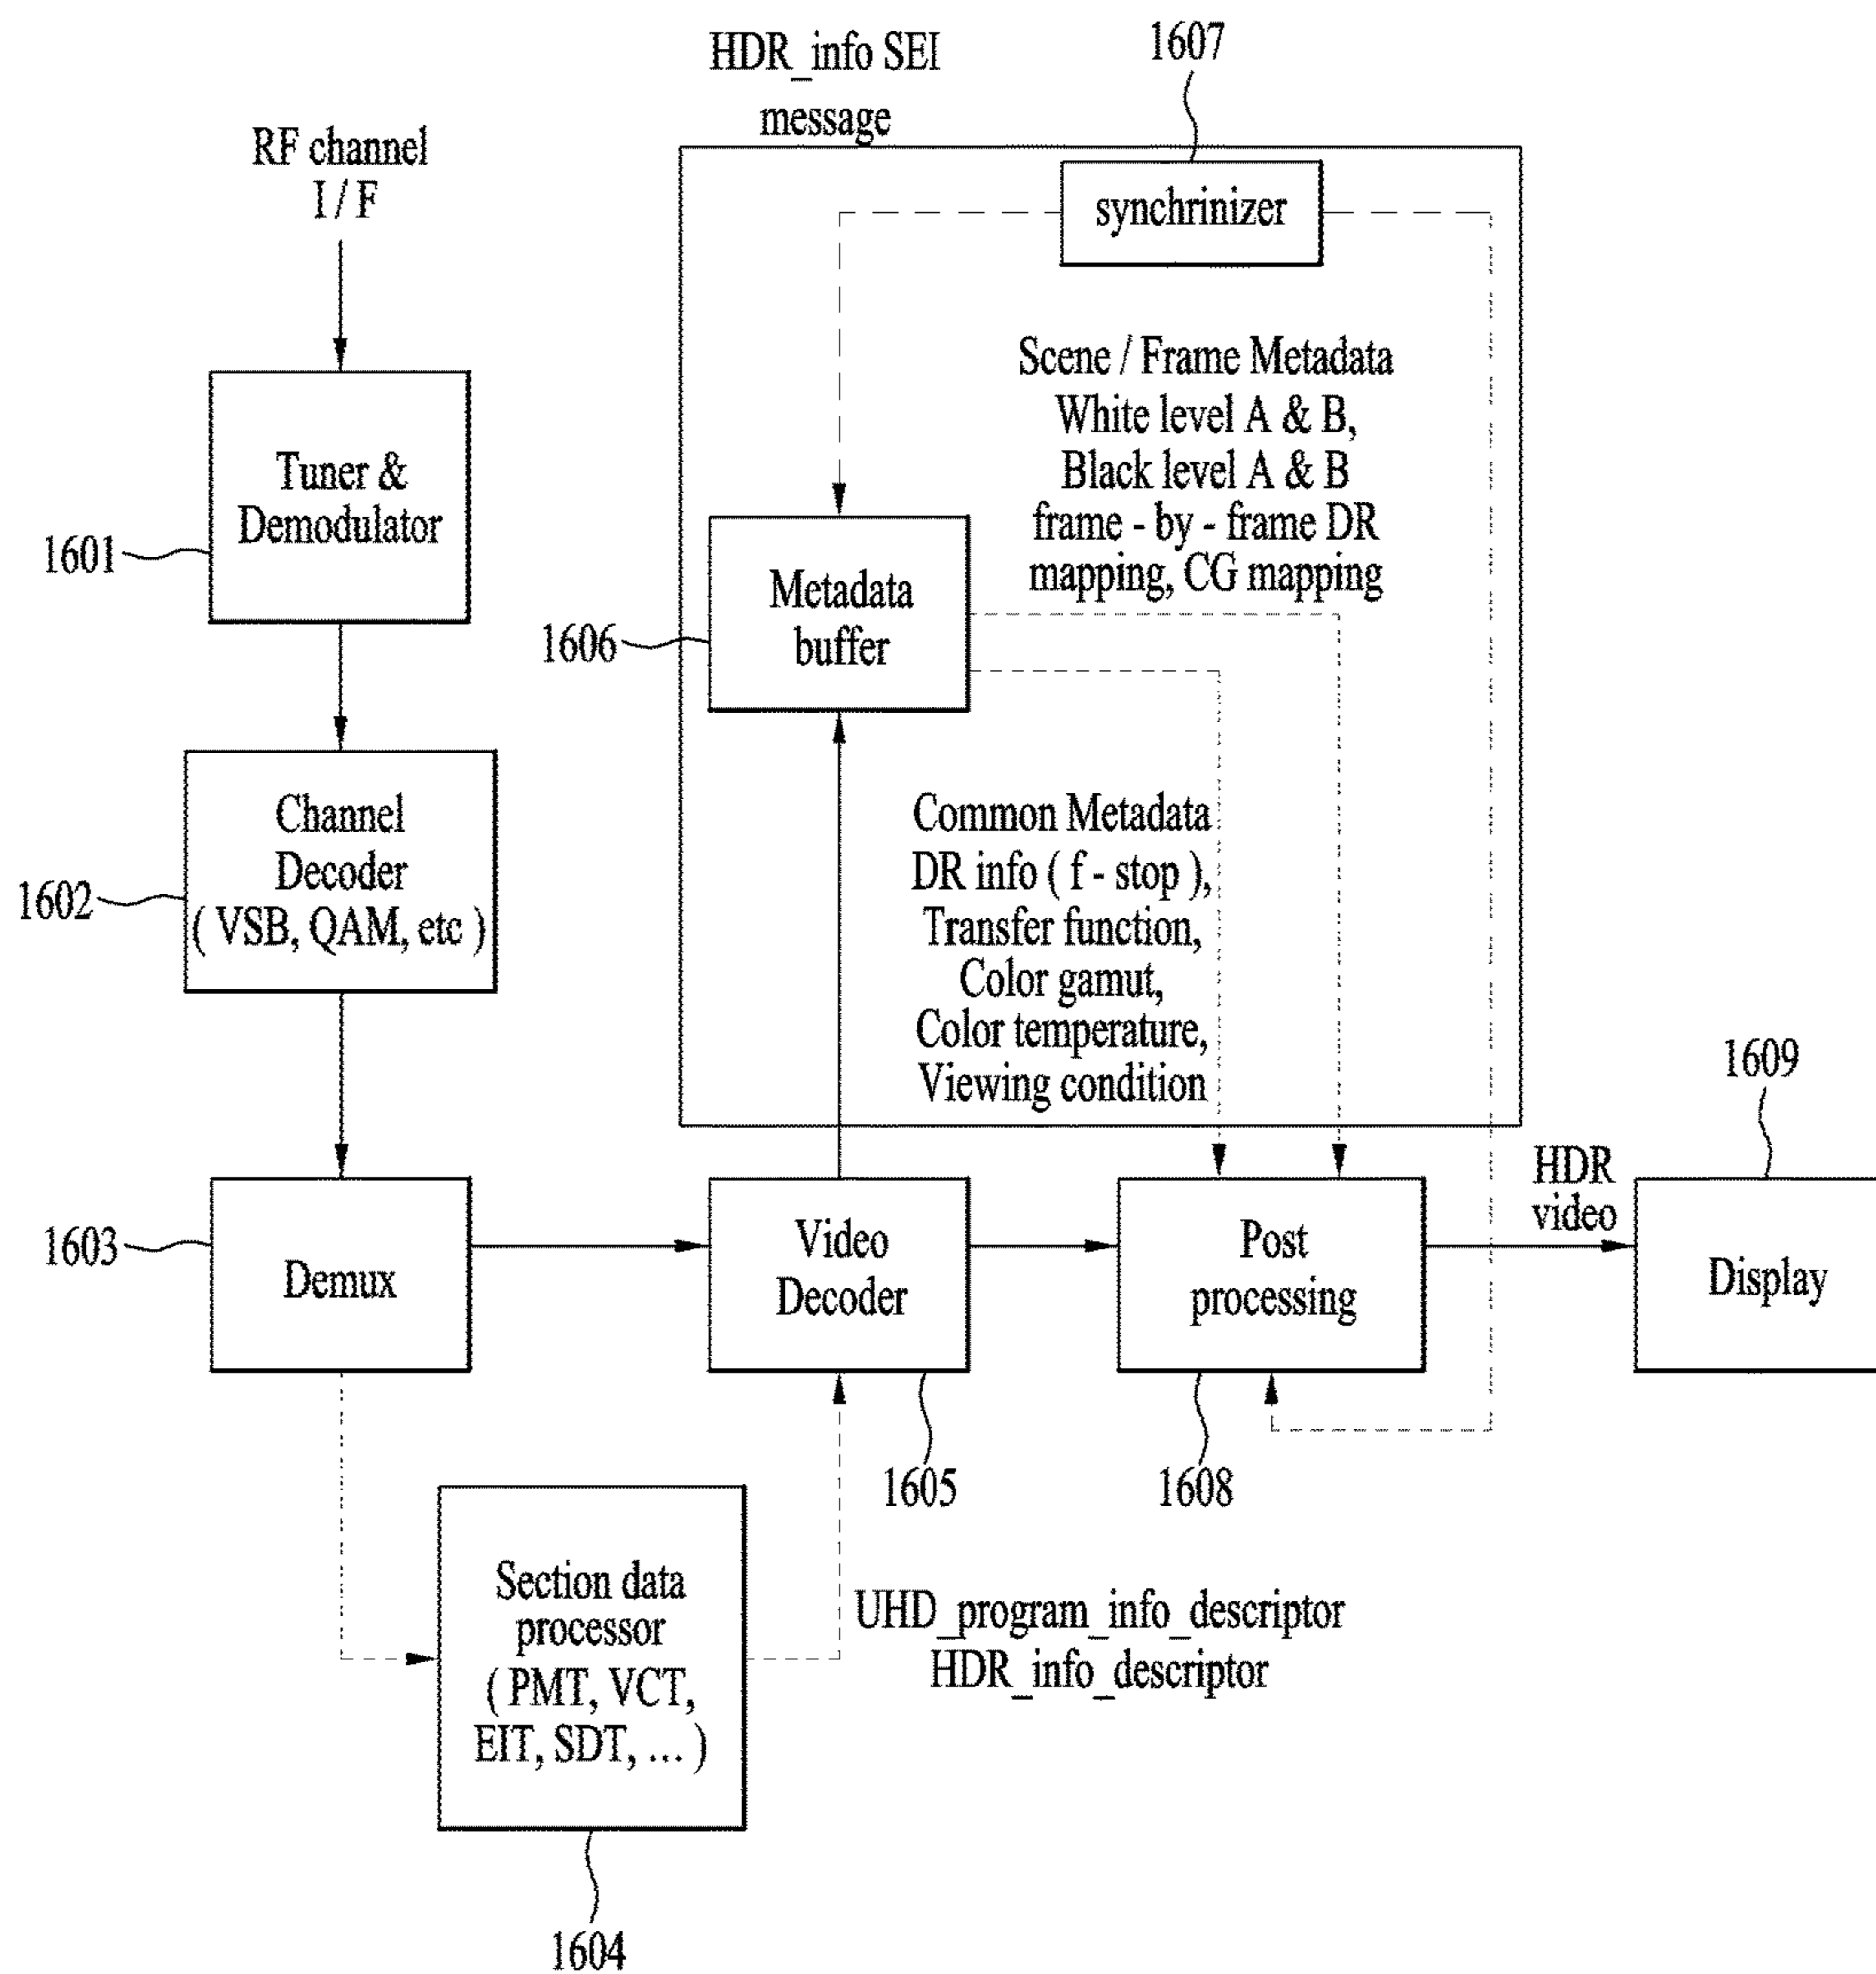 HDR_info SEI
message
1607
RF channel
I / F
synchrinizer
Scene / Frame Metadata
White level A & B,
Black level A & B
frame - by - frame DR
mapping, CG mapping
Tuner &
Demodulator
1601
Metadata
buffer
1606
Channel
Decoder
( VSB, QAM, etc )
1602
Common Metadata
DR info ( f - stop ),
Transfer function,
Color gamut,
Color temperature,
Viewing condition
1609
HDR
video
1603
Demux
Video
Decoder
Post
processing
Display
1605
1608
Section data
processor
( PMT, VCT,
EIT, SDT, ... )
UHD_program_info_descriptor
HDR_info_descriptor
1604